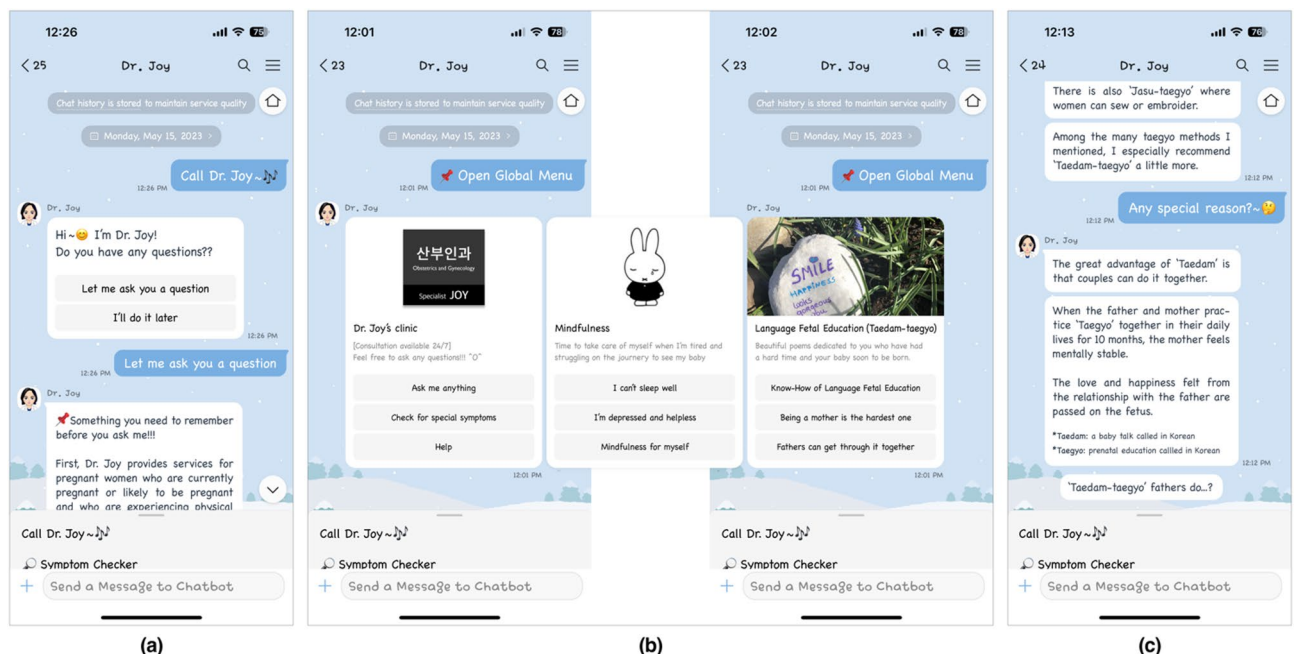 12:26
75
25
Dr. Joy
Chat history is stored to maintain service quality
Monday, May 15, 2023 >
Call Dr. Joy~🎶
12:26 PM
Dr. Joy
Hi~😊 I'm Dr. Joy!
Do you have any questions??
Let me ask you a question
I'll do it later
12:26 PM
Let me ask you a question
12:26 PM
Dr. Joy
📌Something you need to remember
before you ask me!!!
First, Dr. Joy provides services for
pregnant women who are currently
pregnant or likely to be pregnant
and who are experiencing physical
Call Dr. Joy~🎶
Symptom Checker
+ Send a Message to Chatbot
(a)
12:01
78
23
Dr. Joy
Chat history is stored to maintain service quality
Monday, May 15, 2023 >
📌 Open Global Menu
12:01 PM
Dr. Joy
산부인과
Obstetrics and Gynecology
Specialist JOY
Dr. Joy's clinic
[Consultation available 24/7]
Feel free to ask any questions!!! "O"
Ask me anything
Check for special symptoms
Help
12:01 PM
Call Dr. Joy~🎶
Symptom Checker
+ Send a Message to Chatbot
Mindfulness
Time to take care of myself when I'm tired and
struggling on the journery to see my baby
I can't sleep well
I'm depressed and helpless
Mindfulness for myself
12:02
78
23
Dr. Joy
Chat history is stored to maintain service quality
Monday, May 15, 2023 >
📌 Open Global Menu
12:01 PM
Dr. Joy
SMILE
HAPPINESS
looks
gorgeous
Language Fetal Education (Taedam-taegyo)
Beautiful poems dedicated to you who have had
a hard time and your baby soon to be born.
Know-How of Language Fetal Education
Being a mother is the hardest one
Fathers can get through it together
12:01 PM
Call Dr. Joy~🎶
Symptom Checker
+ Send a Message to Chatbot
(b)
12:13
76
24
Dr. Joy
There is also 'Jasu-taegyo' where
women can sew or embroider.
Among the many taegyo methods I
mentioned, I especially recommend
'Taedam-taegyo' a little more.
12:12 PM
Any special reason?~🤔
12:12 PM
Dr. Joy
The great advantage of 'Taedam' is
that couples can do it together.
When the father and mother prac-
tice 'Taegyo' together in their daily
lives for 10 months, the mother feels
mentally stable.
The love and happiness felt from
the relationship with the father are
passed on the fetus.
*Taedam: a baby talk called in Korean
*Taegyo: prenatal education callled in Korean
12:12 PM
'Taedam-taegyo' fathers do...?
Call Dr. Joy~🎶
Symptom Checker
+ Send a Message to Chatbot
(c)